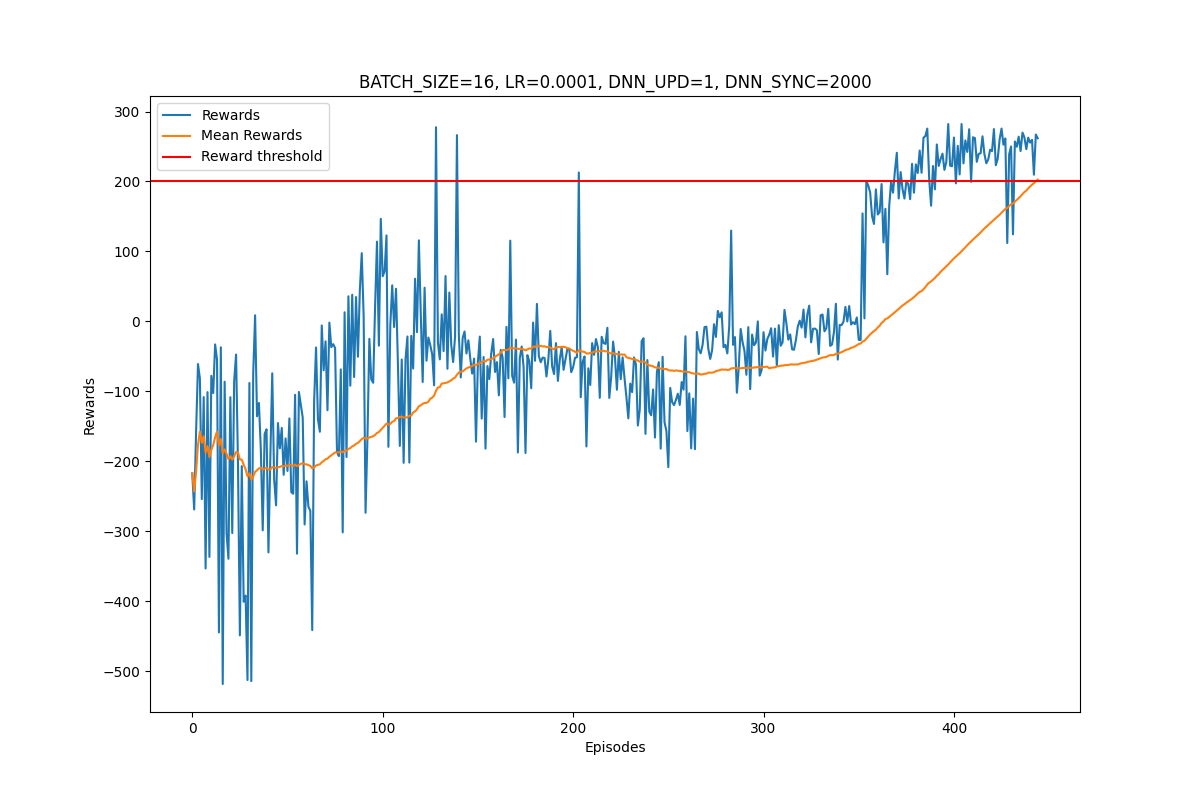 BATCH_SIZE=16, LR=0.0001, DNN_UPD=1, DNN_SYNC=2000
Rewards
Mean Rewards
Reward threshold
300
200
100
0
−100
−200
−300
−400
−500
Rewards
0
100
200
300
400
Episodes